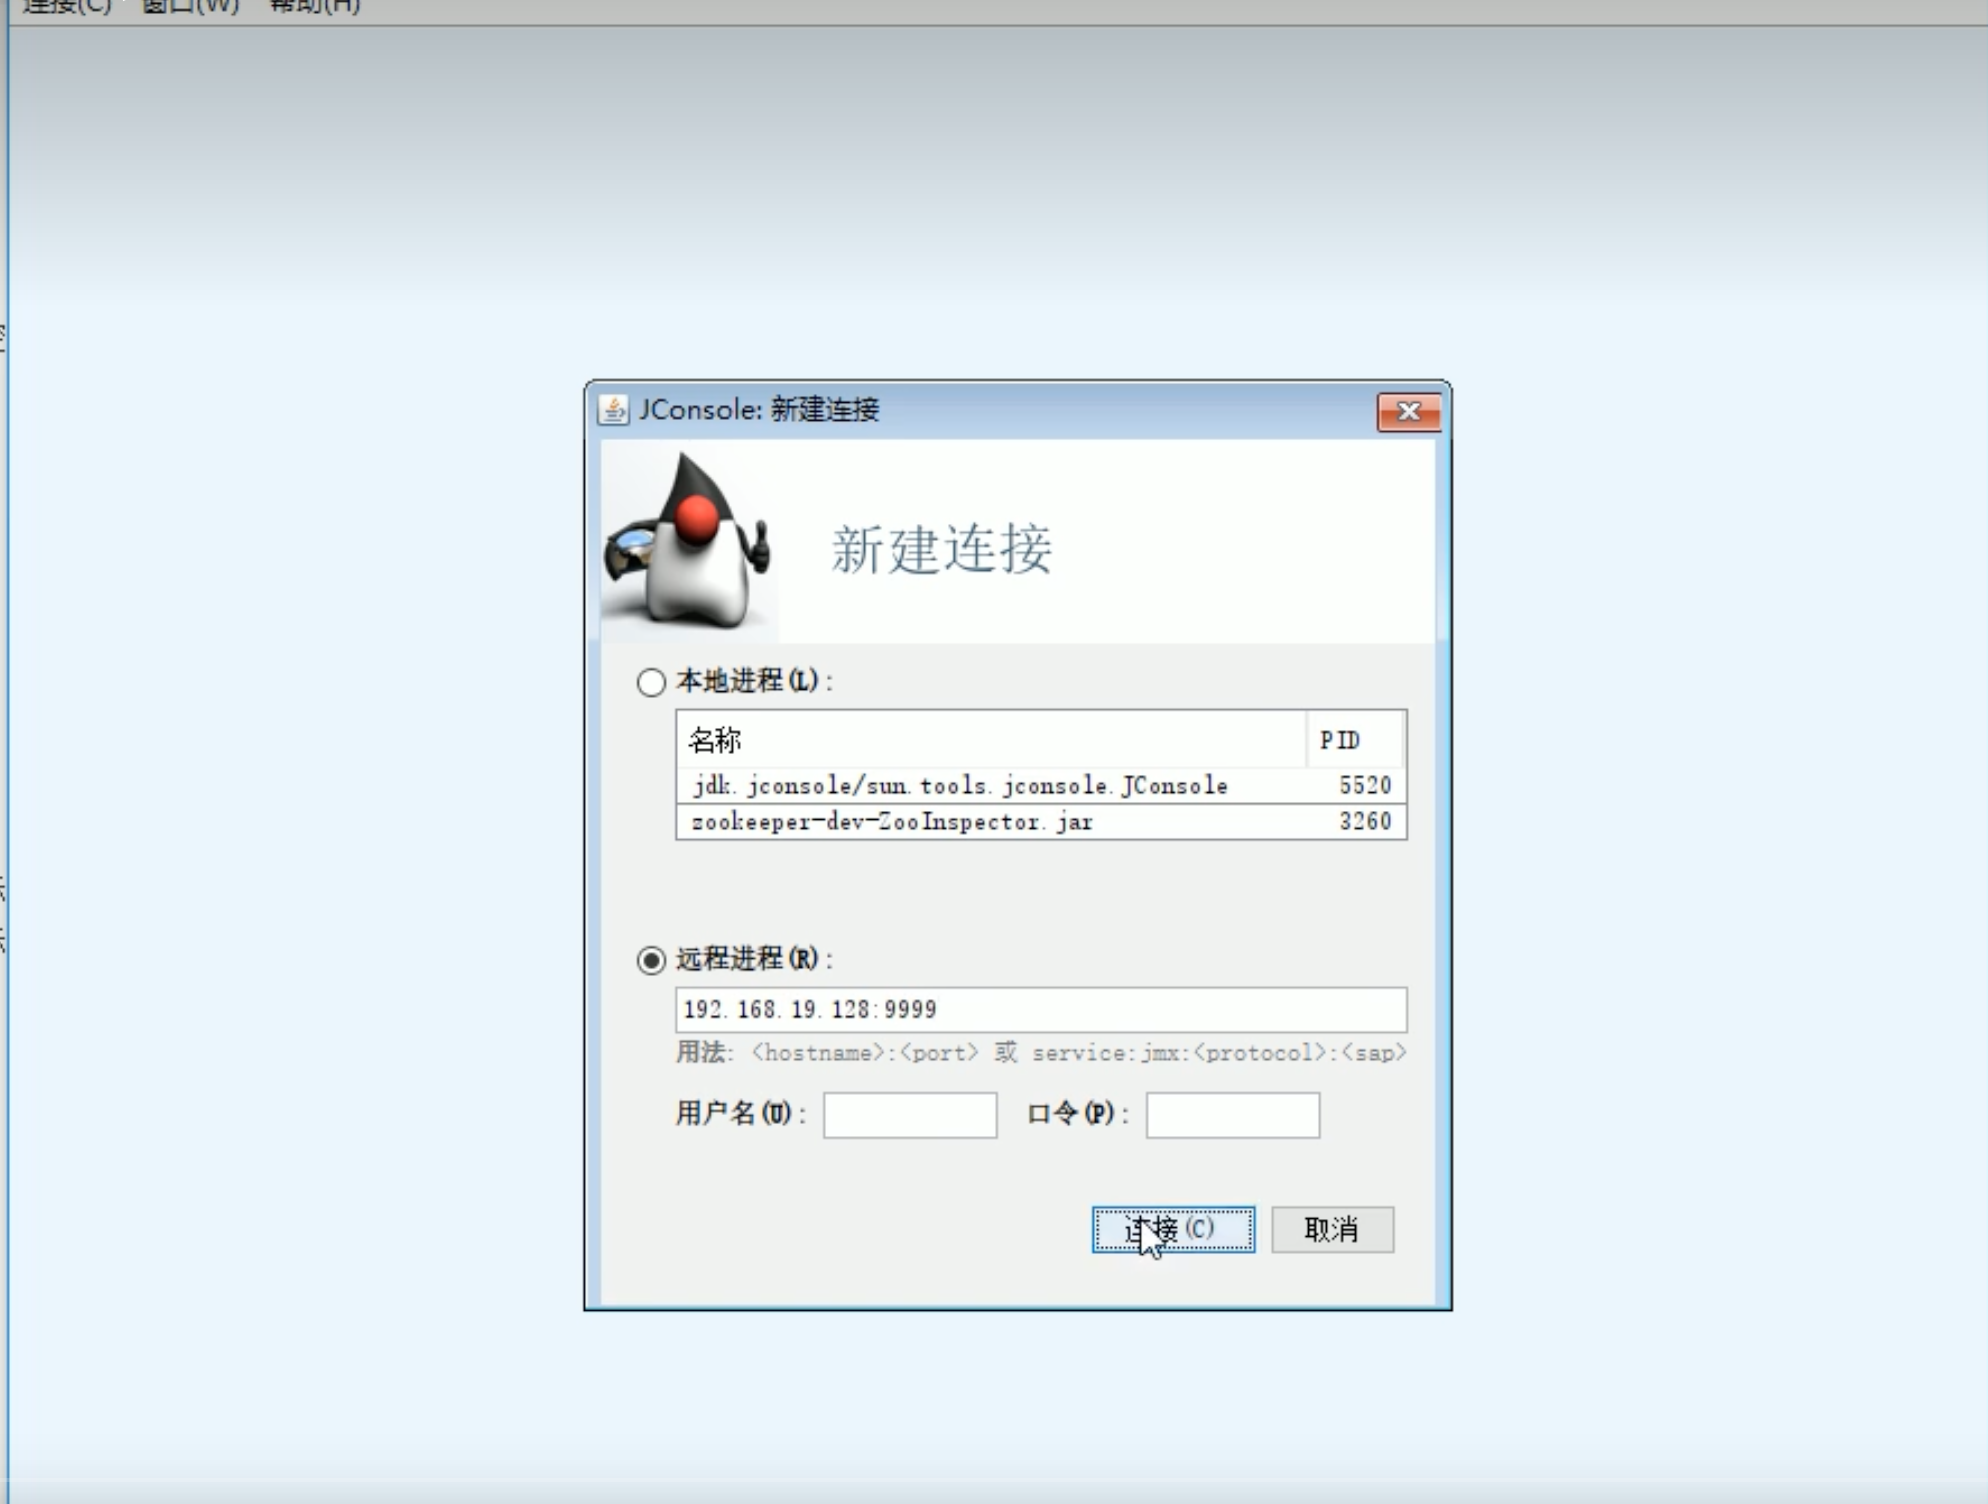 连接(C) 窗口(W) 帮助(H)
JConsole: 新建连接
新建连接
本地进程(L):
名称 PID
jdk.jconsole/sun.tools.jconsole.JConsole 5520
zookeeper-dev-ZooInspector.jar 3260
远程进程(R):
192.168.19.128:9999
用法: <hostname>:<port> 或 service:jmx:<protocol>:<sap>
用户名(U): 口令(P):
连接(C) 取消